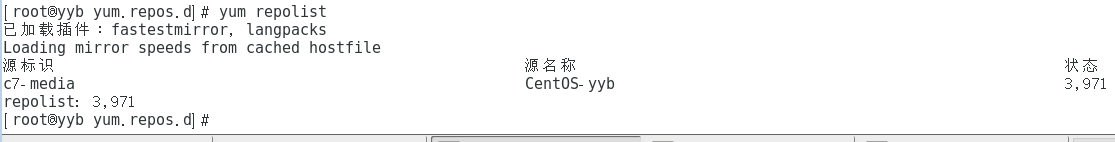 [root@yyb yum.repos.d]# yum repolist
已加载插件：fastestmirror, langpacks
Loading mirror speeds from cached hostfile
源标识 源名称 状态
c7-media CentOS-yyb 3,971
repolist: 3,971
[root@yyb yum.repos.d]#